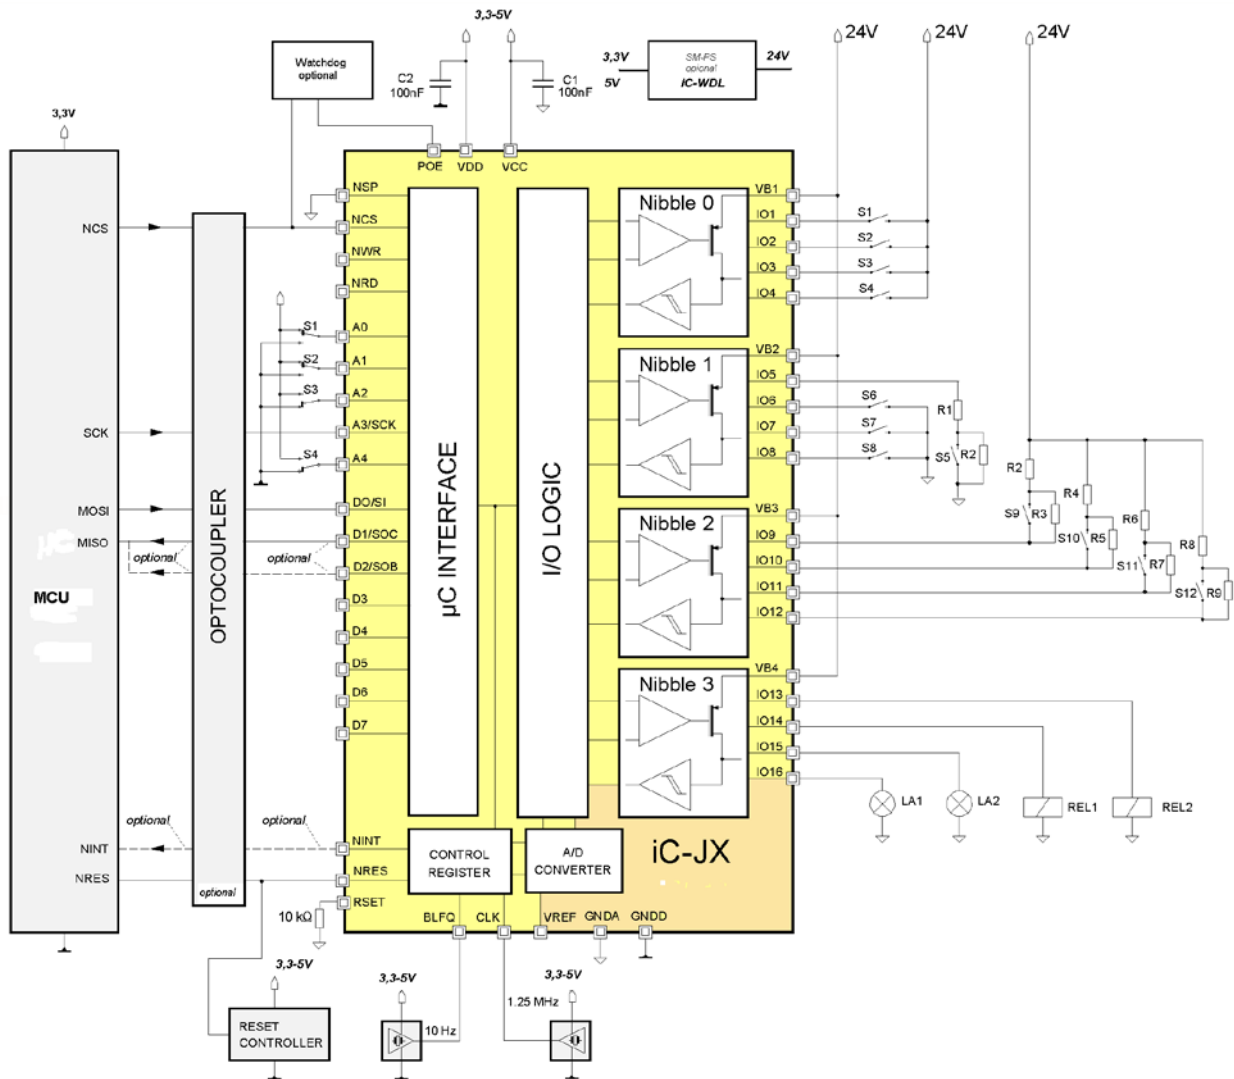 3,3-5V
24V
24V
24V
Watchdog
optional
C2
100nF
C1
100nF
3,3V
5V
SM-PS
opional
iC-WDL
24V
3,3V
POE
VDD
VCC
NSP
NCS
NCS
NWR
NRD
S1
A0
S2
A1
S3
A2
SCK
A3/SCK
S4
A4
MOSI
DO/SI
MISO
optional
optional
D1/SOC
D2/SOB
MCU
D3
D4
D5
D6
D7
OPTOCOUPLER
µC INTERFACE
I/O LOGIC
Nibble 0
VB1
IO1
S1
IO2
S2
IO3
S3
IO4
S4
Nibble 1
VB2
IO5
IO6
S6
IO7
S7
IO8
S8
R1
S5
R2
Nibble 2
VB3
IO9
IO10
IO11
IO12
R2
S9
R3
R4
S10
R5
R6
S11
R7
R8
S12
R9
Nibble 3
VB4
IO13
IO14
IO15
IO16
LA1
LA2
REL1
REL2
NINT
optional
optional
NINT
NRES
optional
NRES
RSET
10 kΩ
CONTROL
REGISTER
A/D
CONVERTER
iC-JX
BLFQ
CLK
VREF
GNDA
GNDD
3,3-5V
3,3-5V
3,3-5V
RESET
CONTROLLER
10 Hz
1.25 MHz